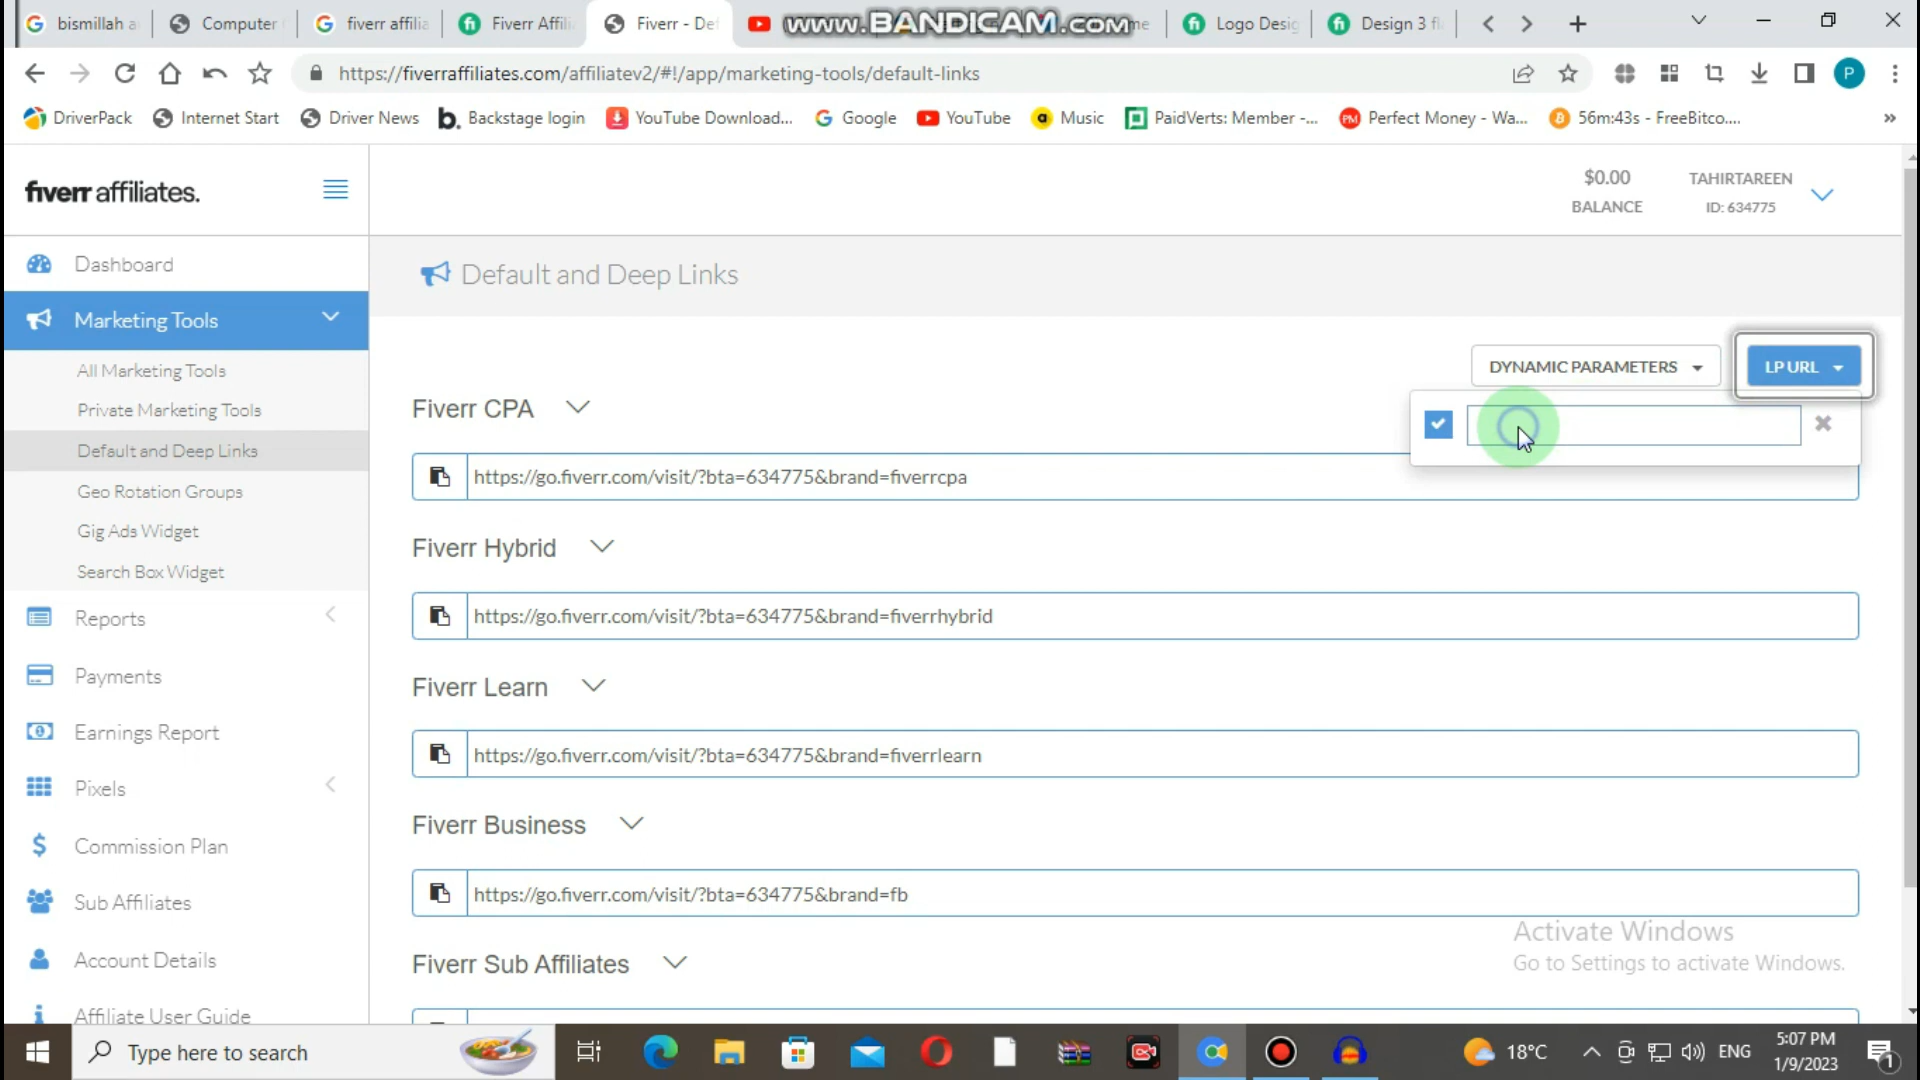 bismillah a
Computer
fiverr affilia
Fiverr Affili
Fiverr - De
www.BANDICAM.com
Logo Desig
Design 3 fl
https://fiverraffiliates.com/affiliatev2/#!/app/marketing-tools/default-links
P
DriverPack
Internet Start
Driver News
Backstage login
YouTube Download...
Google
YouTube
Music
PaidVerts: Member -...
Perfect Money - Wa...
56m:43s - FreeBitco....
»
fiverr affiliates.
$0.00
BALANCE
TAHIRTAREEN
ID: 634775
Dashboard
Marketing Tools
All Marketing Tools
Private Marketing Tools
Default and Deep Links
Geo Rotation Groups
Gig Ads Widget
Search Box Widget
Reports
Payments
Earnings Report
Pixels
Commission Plan
Sub Affiliates
Account Details
Affiliate User Guide
Default and Deep Links
DYNAMIC PARAMETERS
LP URL
Fiverr CPA
https://go.fiverr.com/visit/?bta=634775&brand=fiverrcpa
Fiverr Hybrid
https://go.fiverr.com/visit/?bta=634775&brand=fiverrhybrid
Fiverr Learn
https://go.fiverr.com/visit/?bta=634775&brand=fiverrlearn
Fiverr Business
https://go.fiverr.com/visit/?bta=634775&brand=fb
Fiverr Sub Affiliates
Activate Windows
Go to Settings to activate Windows.
Type here to search
18°C
ENG
5:07 PM
1/9/2023
1